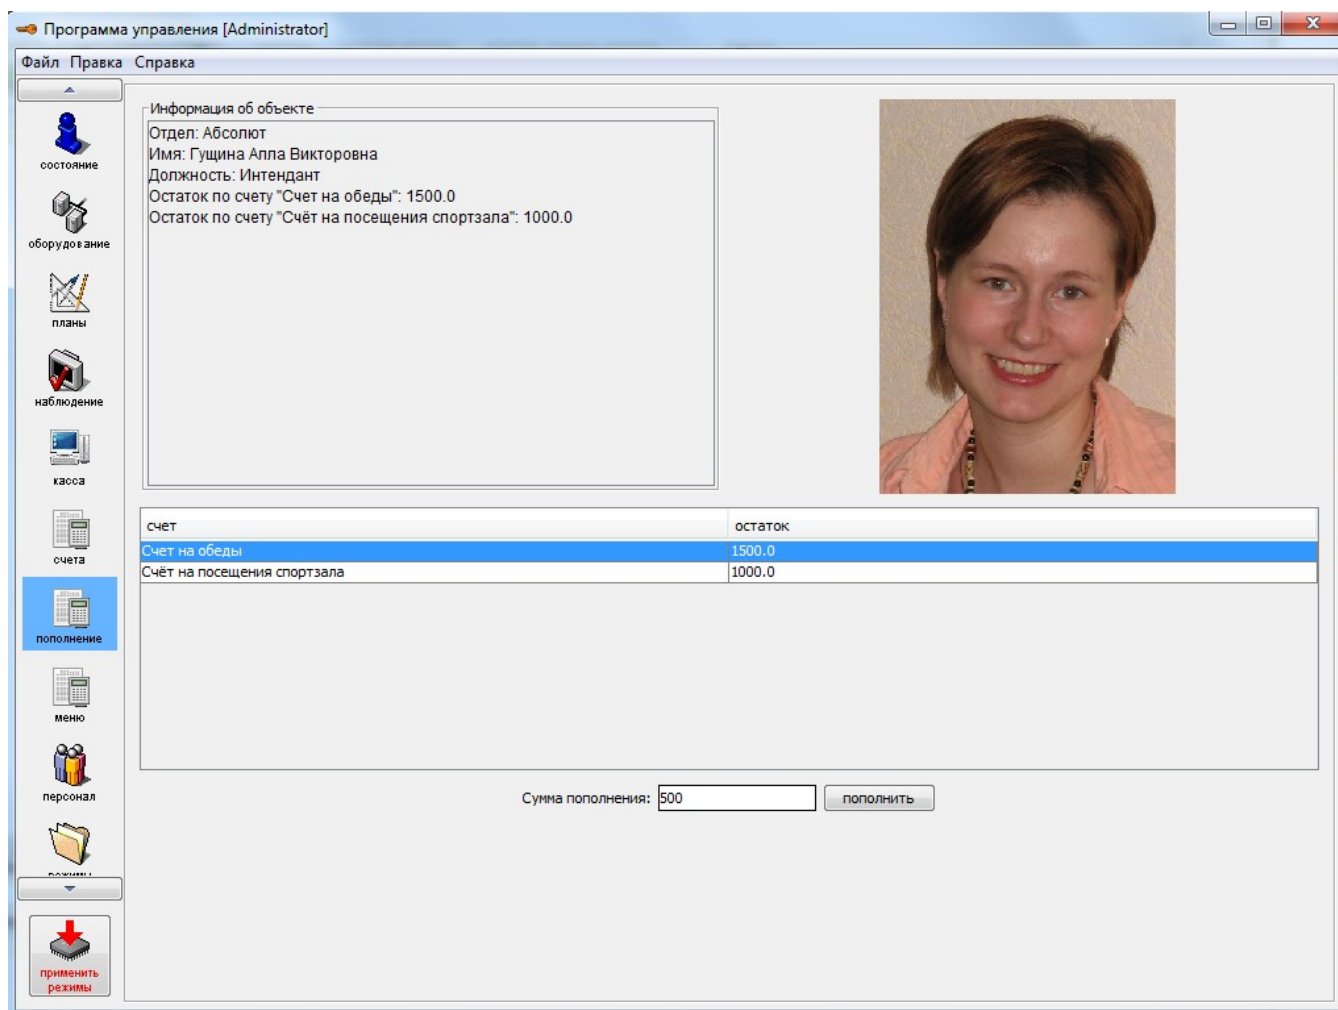 Программа управления [Administrator]
Файл Правка Справка
состояние
оборудование
планы
наблюдение
касса
счета
пополнение
меню
персонал
режимы
применить
режимы
Информация об объекте
Отдел: Абсолют
Имя: Гущина Алла Викторовна
Должность: Интендант
Остаток по счету "Счет на обеды": 1500.0
Остаток по счету "Счёт на посещения спортзала": 1000.0
счет остаток
Счет на обеды 1500.0
Счёт на посещения спортзала 1000.0
Сумма пополнения: 500 пополнить